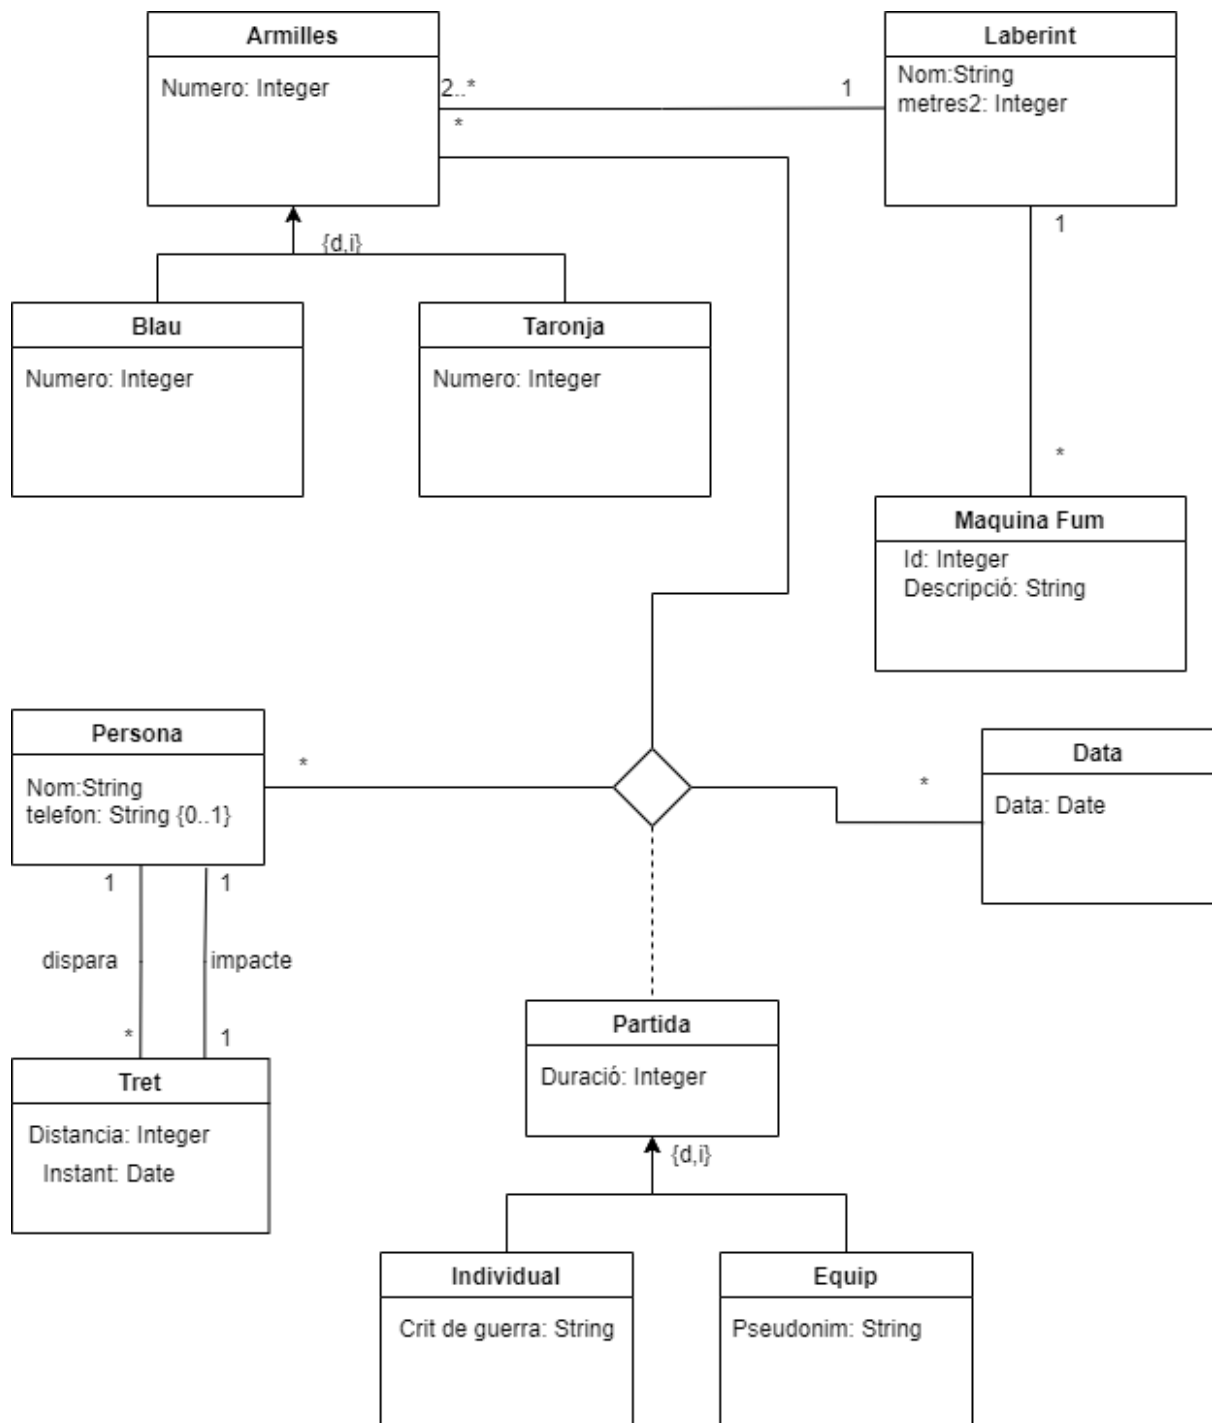 Armilles
Numero: Integer
2..*
*
1
Laberint
Nom:String
metres2: Integer
1
{d,i}
Blau
Numero: Integer
Taronja
Numero: Integer
*
Maquina Fum
Id: Integer
Descripció: String
Persona
Nom:String
telefon: String {0..1}
*
*
Data
Data: Date
1
1
dispara
impacte
*
1
Tret
Distancia: Integer
Instant: Date
Partida
Duració: Integer
{d,i}
Individual
Crit de guerra: String
Equip
Pseudonim: String